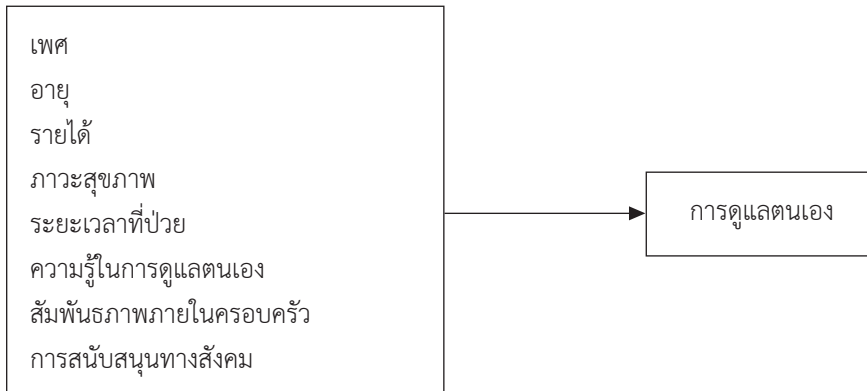 เพศ
อายุ
รายได้
ภาวะสุขภาพ
ระยะเวลาที่ป่วย
ความรู้ในการดูแลตนเอง
สัมพันธภาพภายในครอบครัว
การสนับสนุนทางสังคม
การดูแลตนเอง